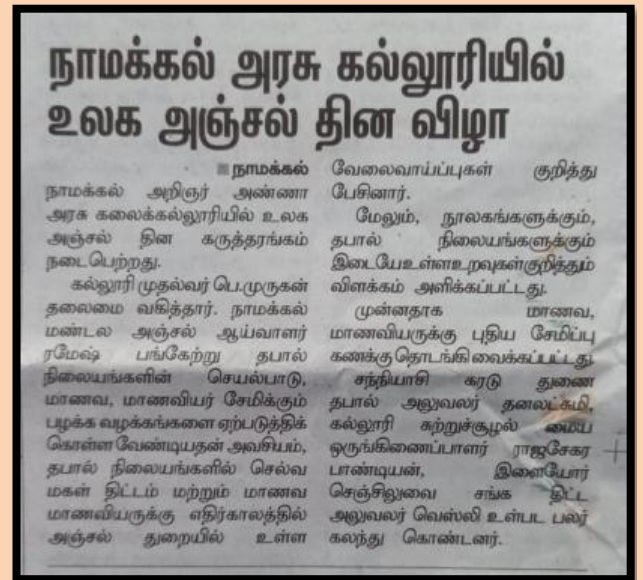 நாமக்கல் அரசு கல்லூரியில்
உலக அஞ்சல் தின விழா
நாமக்கல்
நாமக்கல் அறிஞர் அண்ணா
அரசு கலைக்கல்லூரியில் உலக
அஞ்சல் தின கருத்தரங்கம்
நடைபெற்றது.
கல்லூரி முதல்வர் பெ.முருகன்
தலைமை வகித்தார். நாமக்கல்
மண்டல அஞ்சல் ஆய்வாளர்
ரமேஷ் பங்கேற்று தபால்
நிலையங்களின் செயல்பாடு,
மாணவ, மாணவியர் சேமிக்கும்
பழக்க வழக்கங்களை ஏற்படுத்திக்
கொள்ள வேண்டியதன் அவசியம்,
தபால் நிலையங்களில் செல்வ
மகள் திட்டம் மற்றும் மாணவ
மாணவியருக்கு எதிர்காலத்தில்
அஞ்சல் துறையில் உள்ள
வேலைவாய்ப்புகள் குறித்து
பேசினார்.
மேலும், நூலகங்களுக்கும்,
தபால் நிலையங்களுக்கும்
இடையே உள்ள உறவுகள் குறித்தும்
விளக்கம் அளிக்கப்பட்டது.
முன்னதாக மாணவ,
மாணவியருக்கு புதிய சேமிப்பு
கணக்கு தொடங்கி வைக்கப்பட்டது.
சந்நியாசி கரடு துணை
தபால் அலுவலர் தனலட்சுமி,
கல்லூரி சுற்றுச்சூழல் மைய
ஒருங்கிணைப்பாளர் ராஜசேகர
பாண்டியன், இளையோர்
செஞ்சிலுவை சங்க திட்ட
அலுவலர் வெஸ்லி உள்பட பலர்
கலந்து கொண்டனர்.